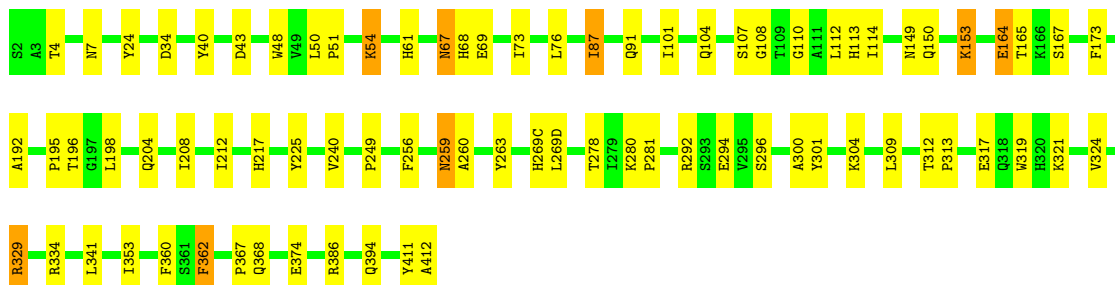 S2 A3 T4 N7 Y24 D34 Y40 D43 W48 V49 L50 P51 K54 H61 N67 H68 E69 I73 L76 I87 Q91 I101 Q104 S107 G108 T109 G110 A111 L112 H113 I114 N149 Q150 K153 E164 T165 K166 S167 F173
A192 P195 T196 G197 L198 Q204 I208 I212 H217 Y225 V240 P249 F256 N259 A260 Y263 H269C L269D T278 I279 K280 P281 R292 S293 E294 V295 S296 A300 Y301 K304 L309 T312 P313 E317 Q318 W319 H320 K321 V324
R329 R334 L341 I353 F360 S361 F362 P367 Q368 E374 R386 Q394 Y411 A412